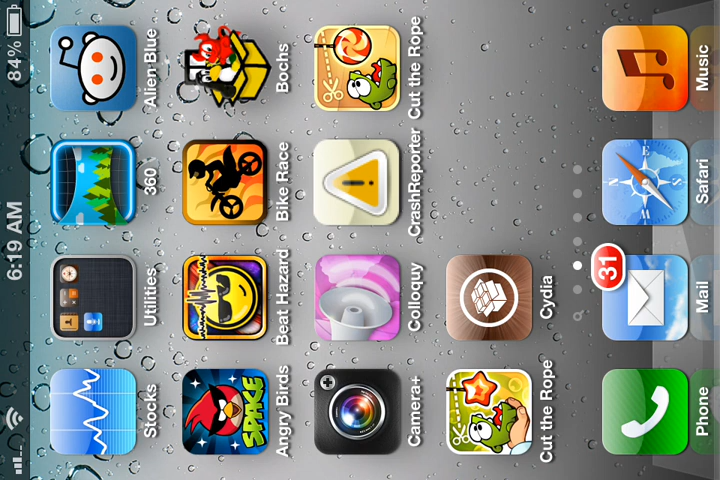 6:19 AM 84%
Stocks Utilities 360 Alien Blue
SPACE
Angry Birds Beat Hazard Bike Race Bochs
Camera+ Colloquy CrashReporter Cut the Rope
Cut the Rope Cydia
31
Phone Mail Safari Music